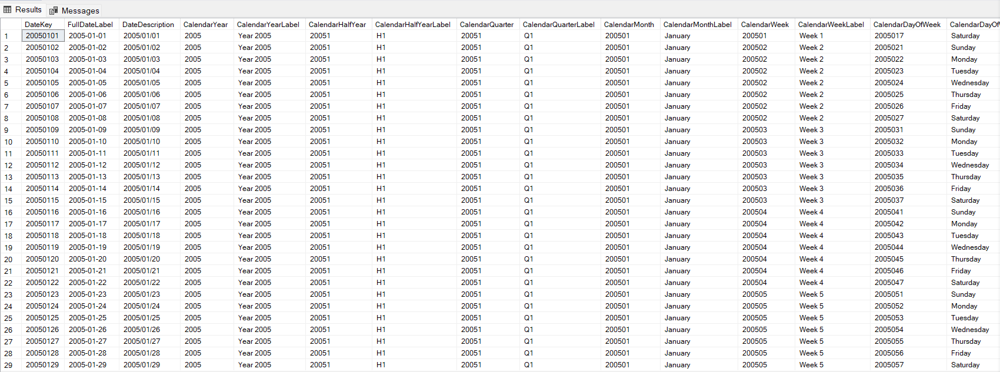 Results Messages
DateKey FullDateLabel DateDescription CalendarYear CalendarYearLabel CalendarHalfYear CalendarHalfYearLabel CalendarQuarter CalendarQuarterLabel CalendarMonth CalendarMonthLabel CalendarWeek CalendarWeekLabel CalendarDayOfWeek CalendarDayOf
1 20050101 2005-01-01 2005/01/01 2005 Year 2005 20051 H1 20051 Q1 200501 January 200501 Week 1 2005017 Saturday
2 20050102 2005-01-02 2005/01/02 2005 Year 2005 20051 H1 20051 Q1 200501 January 200502 Week 2 2005021 Sunday
3 20050103 2005-01-03 2005/01/03 2005 Year 2005 20051 H1 20051 Q1 200501 January 200502 Week 2 2005022 Monday
4 20050104 2005-01-04 2005/01/04 2005 Year 2005 20051 H1 20051 Q1 200501 January 200502 Week 2 2005023 Tuesday
5 20050105 2005-01-05 2005/01/05 2005 Year 2005 20051 H1 20051 Q1 200501 January 200502 Week 2 2005024 Wednesday
6 20050106 2005-01-06 2005/01/06 2005 Year 2005 20051 H1 20051 Q1 200501 January 200502 Week 2 2005025 Thursday
7 20050107 2005-01-07 2005/01/07 2005 Year 2005 20051 H1 20051 Q1 200501 January 200502 Week 2 2005026 Friday
8 20050108 2005-01-08 2005/01/08 2005 Year 2005 20051 H1 20051 Q1 200501 January 200502 Week 2 2005027 Saturday
9 20050109 2005-01-09 2005/01/09 2005 Year 2005 20051 H1 20051 Q1 200501 January 200503 Week 3 2005031 Sunday
10 20050110 2005-01-10 2005/01/10 2005 Year 2005 20051 H1 20051 Q1 200501 January 200503 Week 3 2005032 Monday
11 20050111 2005-01-11 2005/01/11 2005 Year 2005 20051 H1 20051 Q1 200501 January 200503 Week 3 2005033 Tuesday
12 20050112 2005-01-12 2005/01/12 2005 Year 2005 20051 H1 20051 Q1 200501 January 200503 Week 3 2005034 Wednesday
13 20050113 2005-01-13 2005/01/13 2005 Year 2005 20051 H1 20051 Q1 200501 January 200503 Week 3 2005035 Thursday
14 20050114 2005-01-14 2005/01/14 2005 Year 2005 20051 H1 20051 Q1 200501 January 200503 Week 3 2005036 Friday
15 20050115 2005-01-15 2005/01/15 2005 Year 2005 20051 H1 20051 Q1 200501 January 200503 Week 3 2005037 Saturday
16 20050116 2005-01-16 2005/01/16 2005 Year 2005 20051 H1 20051 Q1 200501 January 200504 Week 4 2005041 Sunday
17 20050117 2005-01-17 2005/01/17 2005 Year 2005 20051 H1 20051 Q1 200501 January 200504 Week 4 2005042 Monday
18 20050118 2005-01-18 2005/01/18 2005 Year 2005 20051 H1 20051 Q1 200501 January 200504 Week 4 2005043 Tuesday
19 20050119 2005-01-19 2005/01/19 2005 Year 2005 20051 H1 20051 Q1 200501 January 200504 Week 4 2005044 Wednesday
20 20050120 2005-01-20 2005/01/20 2005 Year 2005 20051 H1 20051 Q1 200501 January 200504 Week 4 2005045 Thursday
21 20050121 2005-01-21 2005/01/21 2005 Year 2005 20051 H1 20051 Q1 200501 January 200504 Week 4 2005046 Friday
22 20050122 2005-01-22 2005/01/22 2005 Year 2005 20051 H1 20051 Q1 200501 January 200504 Week 4 2005047 Saturday
23 20050123 2005-01-23 2005/01/23 2005 Year 2005 20051 H1 20051 Q1 200501 January 200505 Week 5 2005051 Sunday
24 20050124 2005-01-24 2005/01/24 2005 Year 2005 20051 H1 20051 Q1 200501 January 200505 Week 5 2005052 Monday
25 20050125 2005-01-25 2005/01/25 2005 Year 2005 20051 H1 20051 Q1 200501 January 200505 Week 5 2005053 Tuesday
26 20050126 2005-01-26 2005/01/26 2005 Year 2005 20051 H1 20051 Q1 200501 January 200505 Week 5 2005054 Wednesday
27 20050127 2005-01-27 2005/01/27 2005 Year 2005 20051 H1 20051 Q1 200501 January 200505 Week 5 2005055 Thursday
28 20050128 2005-01-28 2005/01/28 2005 Year 2005 20051 H1 20051 Q1 200501 January 200505 Week 5 2005056 Friday
29 20050129 2005-01-29 2005/01/29 2005 Year 2005 20051 H1 20051 Q1 200501 January 200505 Week 5 2005057 Saturday